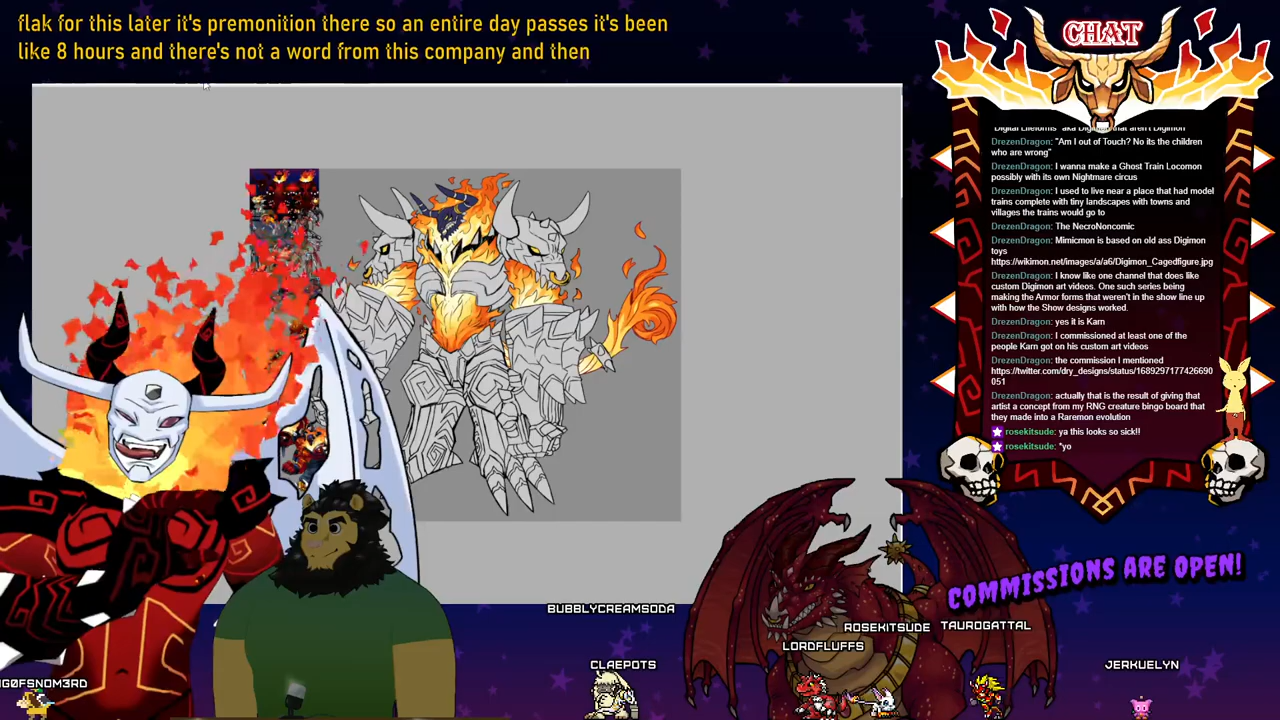 flak for this later it's premonition there so an entire day passes it's been
like 8 hours and there's not a word from this company and then
CHAT
"Digital Lifeforms" aka that aren't Digimon
DrezenDragon: "Am I out of Touch? No its the children
who are wrong"
DrezenDragon: I wanna make a Ghost Train Locomon
possibly with its own Nightmare circus
DrezenDragon: I used to live near a place that had model
trains complete with tiny landscapes with towns and
villages the trains would go to
DrezenDragon: The NecroNoncomic
DrezenDragon: Mimicmon is based on old ass Digimon
toys
https://wikimon.net/images/a/a6/Digimon_Cagedfigure.jpg
DrezenDragon: I know like one channel that does like
custom Digimon art videos. One such series being
making the Armor forms that weren't in the show line up
with how the Show designs worked.
DrezenDragon: yes it is Karn
DrezenDragon: I commissioned at least one of the
people Karn got on his custom art videos
DrezenDragon: the commission I mentioned
https://twitter.com/dry_designs/status/1689297177426690
051
DrezenDragon: actually that is the result of giving that
artist a concept from my RNG creature bingo board that
they made into a Raremon evolution
rosekitsude: ya this looks so sick!!
rosekitsude: *yo
COMMISSIONS ARE OPEN!
BUBBLYCREAMSODA
ROSEKITSUDE
TAUROGATTAL
LORDFLUFFS
CLAEPOTS
JERKUELYN
NG0FSNOM3RD